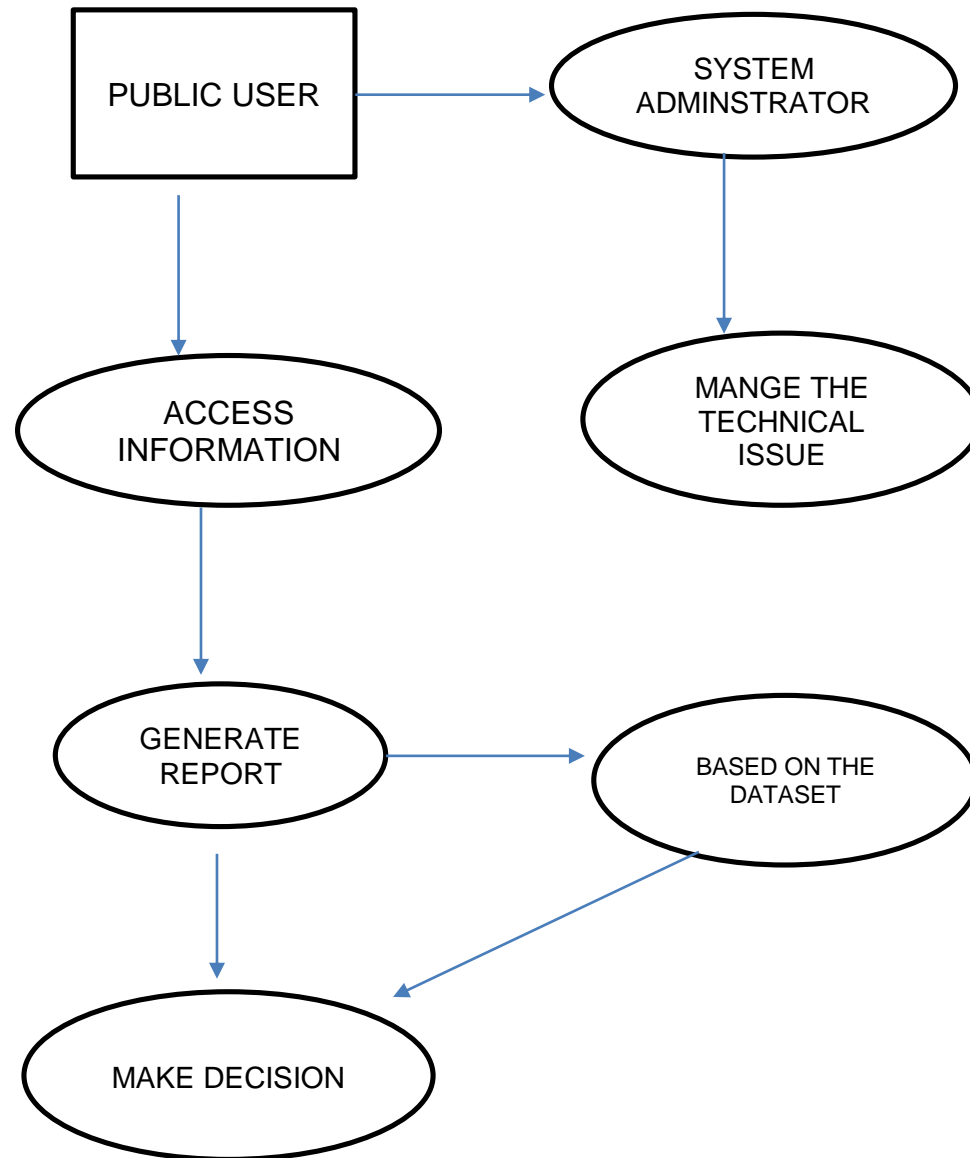 PUBLIC USER
SYSTEM
ADMINSTRATOR
ACCESS
INFORMATION
MANGE THE
TECHNICAL
ISSUE
GENERATE
REPORT
BASED ON THE
DATASET
MAKE DECISION